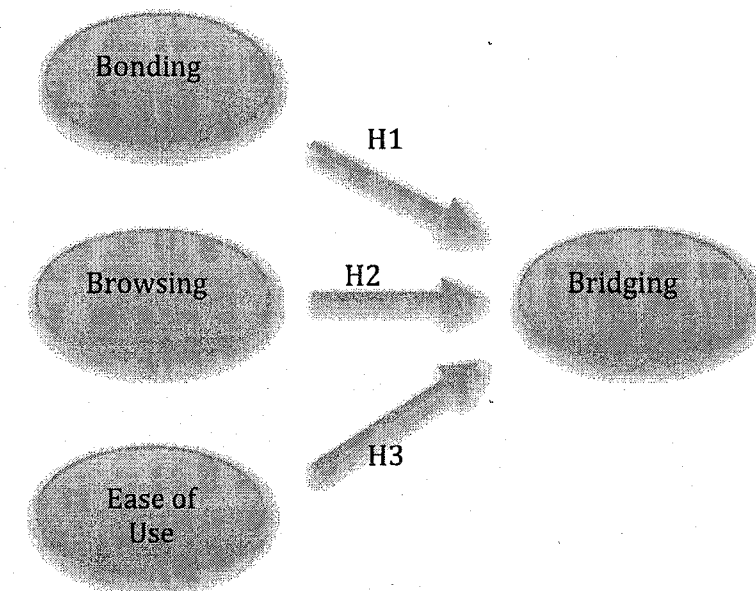 Bonding
H1
Browsing
H2
Bridging
H3
Ease of
Use